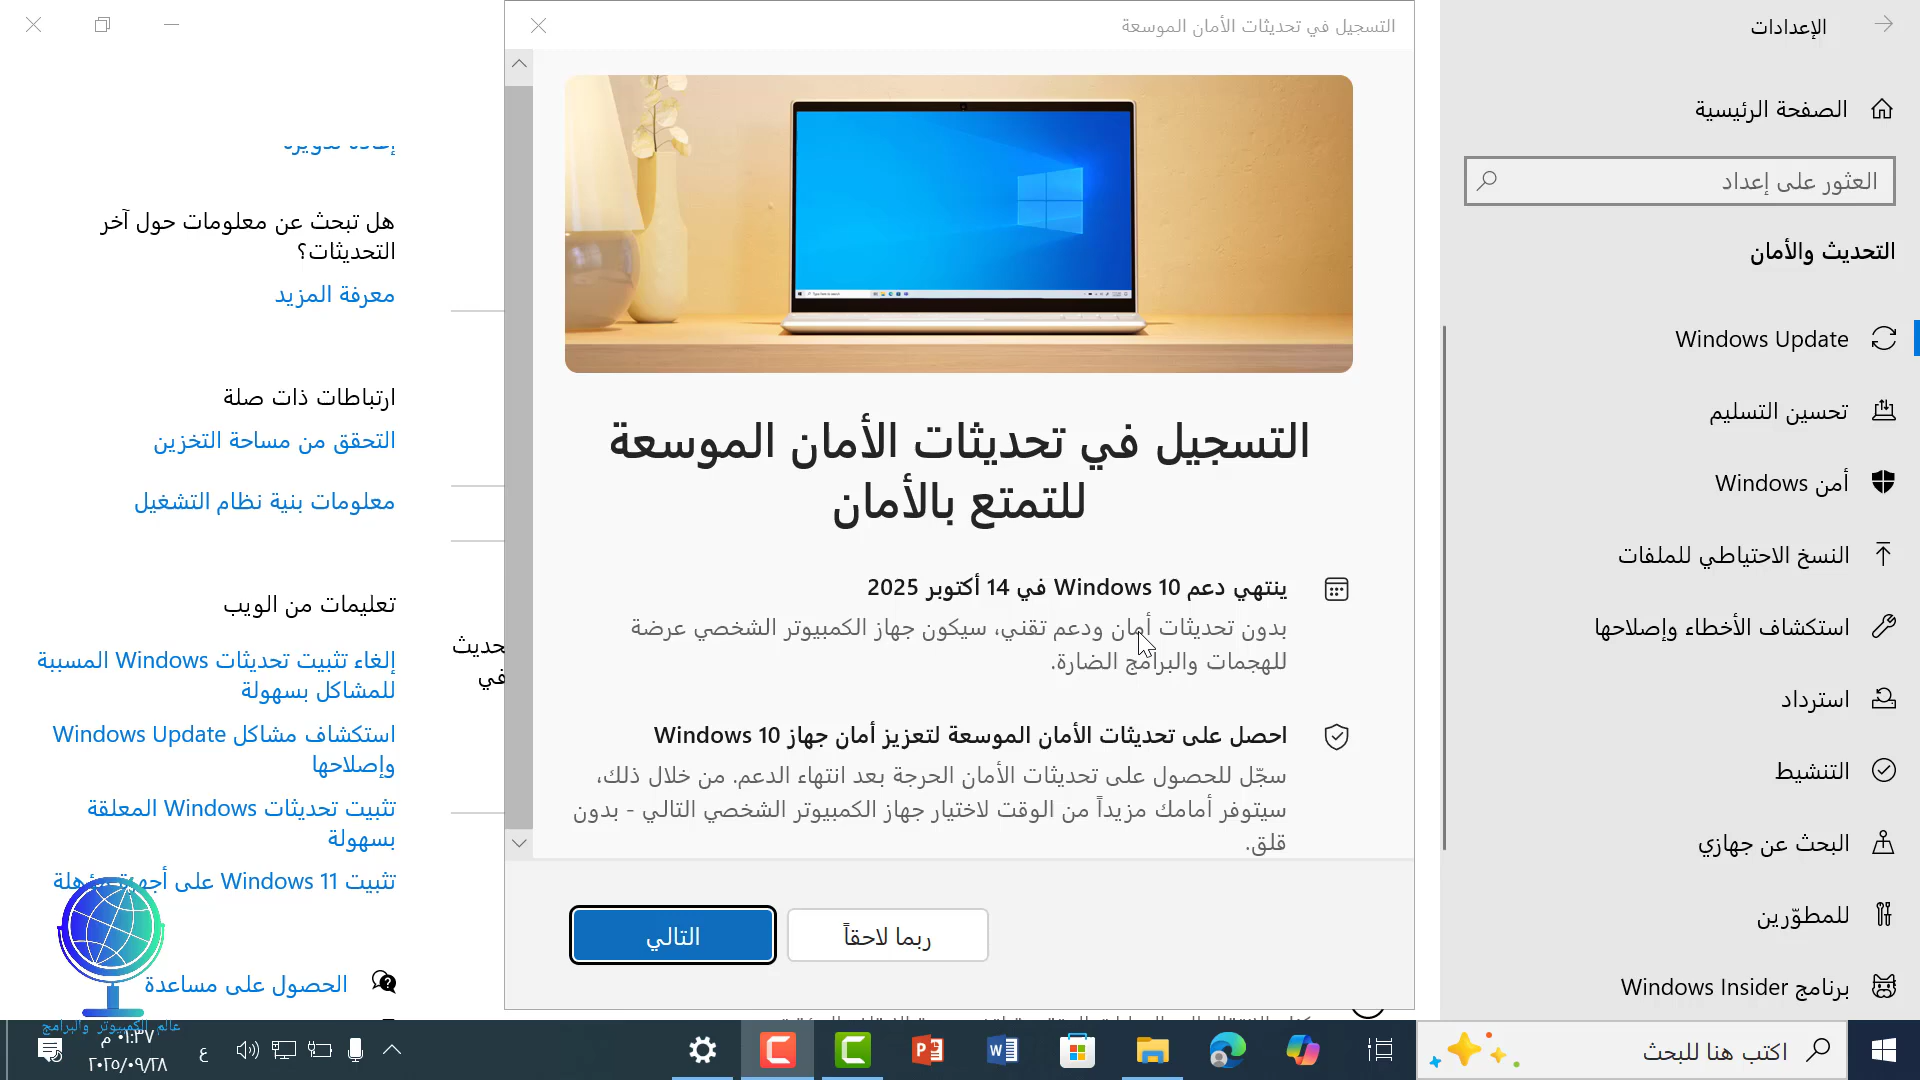 الإعدادات
الصفحة الرئيسية
العثور على إعداد
التحديث والأمان
Windows Update
تحسين التسليم
أمن Windows
النسخ الاحتياطي للملفات
استكشاف الأخطاء وإصلاحها
استرداد
التنشيط
البحث عن جهازي
للمطوّرين
برنامج Windows Insider
التسجيل في تحديثات الأمان الموسعة
التسجيل في تحديثات الأمان الموسعة
للتمتع بالأمان
ينتهي دعم Windows 10 في 14 أكتوبر 2025
بدون تحديثات أمان ودعم تقني، سيكون جهاز الكمبيوتر الشخصي عرضة
للهجمات والبرامج الضارة.
احصل على تحديثات الأمان الموسعة لتعزيز أمان جهاز Windows 10
سجّل للحصول على تحديثات الأمان الحرجة بعد انتهاء الدعم. من خلال ذلك،
سيتوفر أمامك مزيداً من الوقت لاختيار جهاز الكمبيوتر الشخصي التالي - بدون
قلق.
ربما لاحقاً
التالي
في
هل تبحث عن معلومات حول آخر
التحديثات؟
معرفة المزيد
ارتباطات ذات صلة
التحقق من مساحة التخزين
معلومات بنية نظام التشغيل
تعليمات من الويب
إلغاء تثبيت تحديثات Windows المسببة
للمشاكل بسهولة
استكشاف مشاكل Windows Update
وإصلاحها
تثبيت تحديثات Windows المعلقة
بسهولة
تثبيت Windows 11 على أجهزة مؤهلة
الحصول على مساعدة
عالم الكمبيوتر والبرامج
اكتب هنا للبحث
ع
٠١:٣٧ م
٢٠٢٥/٠٩/٢٨